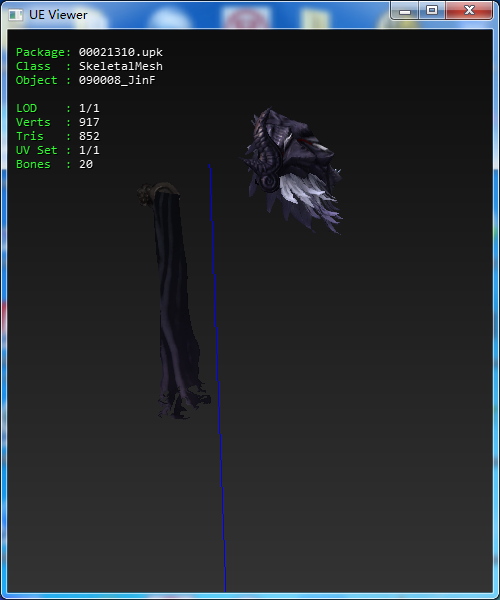 UE Viewer
Package: 00021310.upk
Class : SkeletalMesh
Object : 090008_JinF
LOD : 1/1
Verts : 917
Tris : 852
UV Set : 1/1
Bones : 20